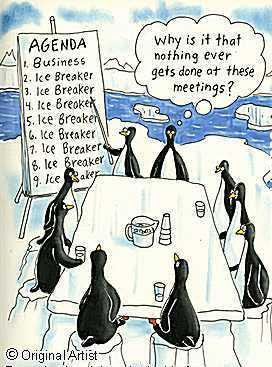 AGENDA
1. Business
2. Ice Breaker
3. Ice Breaker
4. Ice Breaker
5. Ice Breaker
6. Ice Breaker
7. Ice Breaker
8. Ice Breaker
9. Ice Breaker
Why is it that
nothing ever
gets done at these
meetings?
© Original Artist